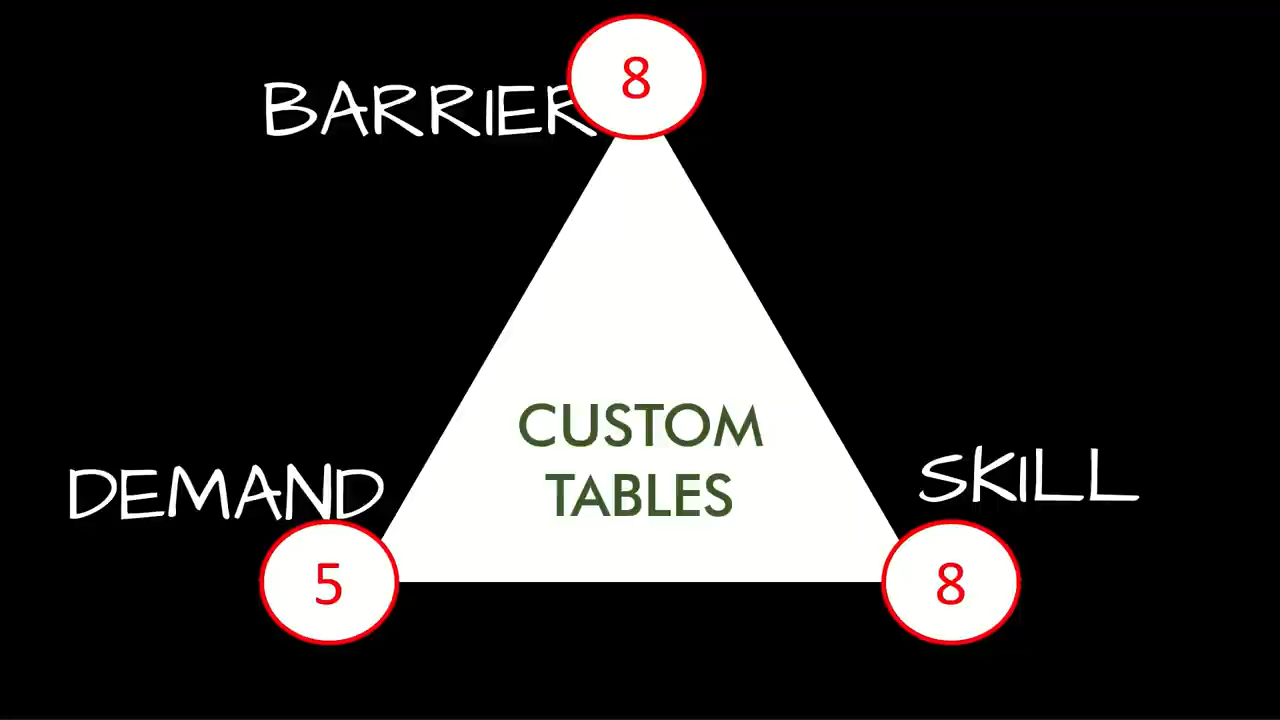 8
BARRIER
CUSTOM
TABLES
DEMAND
SKILL
5
8